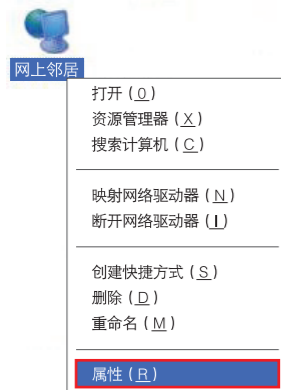 网上邻居
打开(0)
资源管理器(X)
搜索计算机(C)
映射网络驱动器(N)
断开网络驱动器(I)
创建快捷方式(S)
删除(D)
重命名(M)
属性(R)